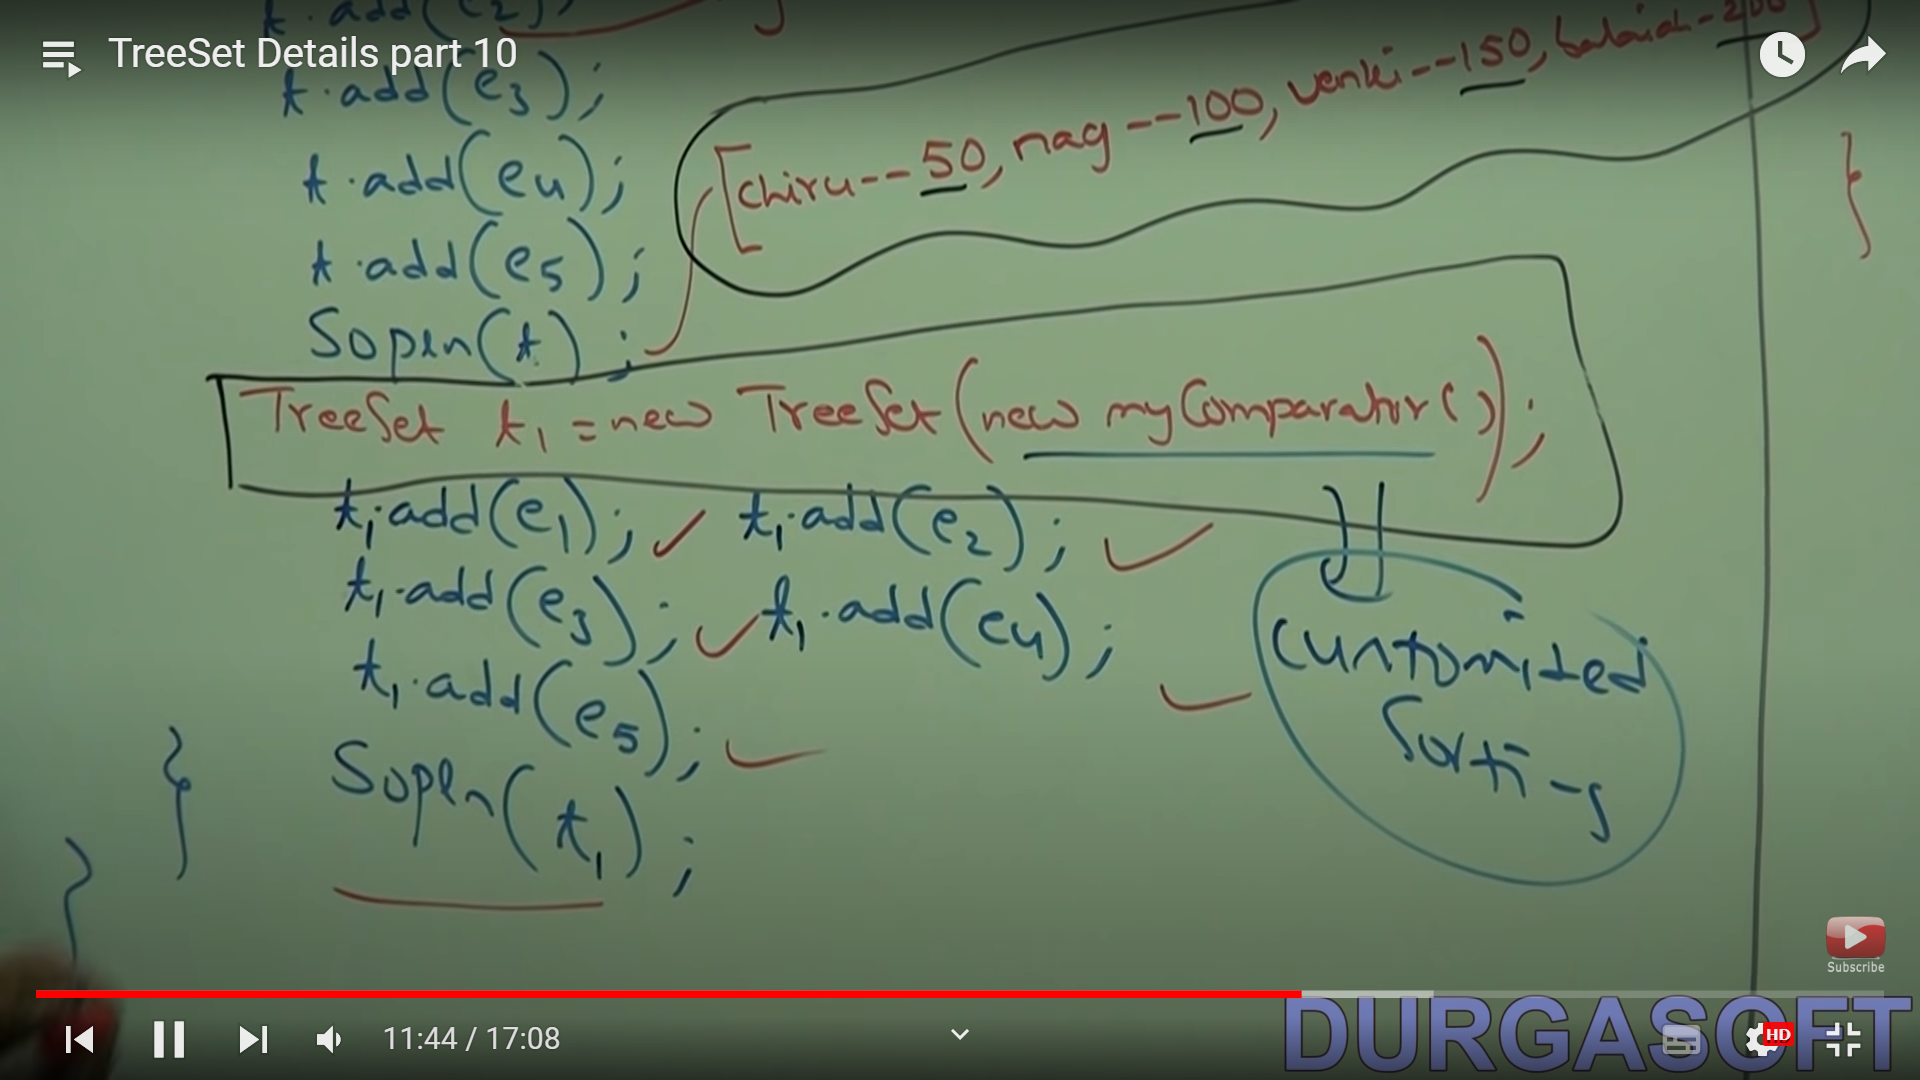 t.add(e2);
TreeSet Details part 10
t.add(e3);
[chiru--50, nag--100, venki--150, balaiah-200]
t.add(e4);
t.add(e5);
Sopln(t);
TreeSet t1 = new TreeSet(new myComparator());
t1.add(e1); t1.add(e2);
t1.add(e3); t1.add(e4);
t1.add(e5);
Sopln(t1);
}
}
}
Customized
Sorting
Subscribe
11:44 / 17:08
HD
DURGASOFT